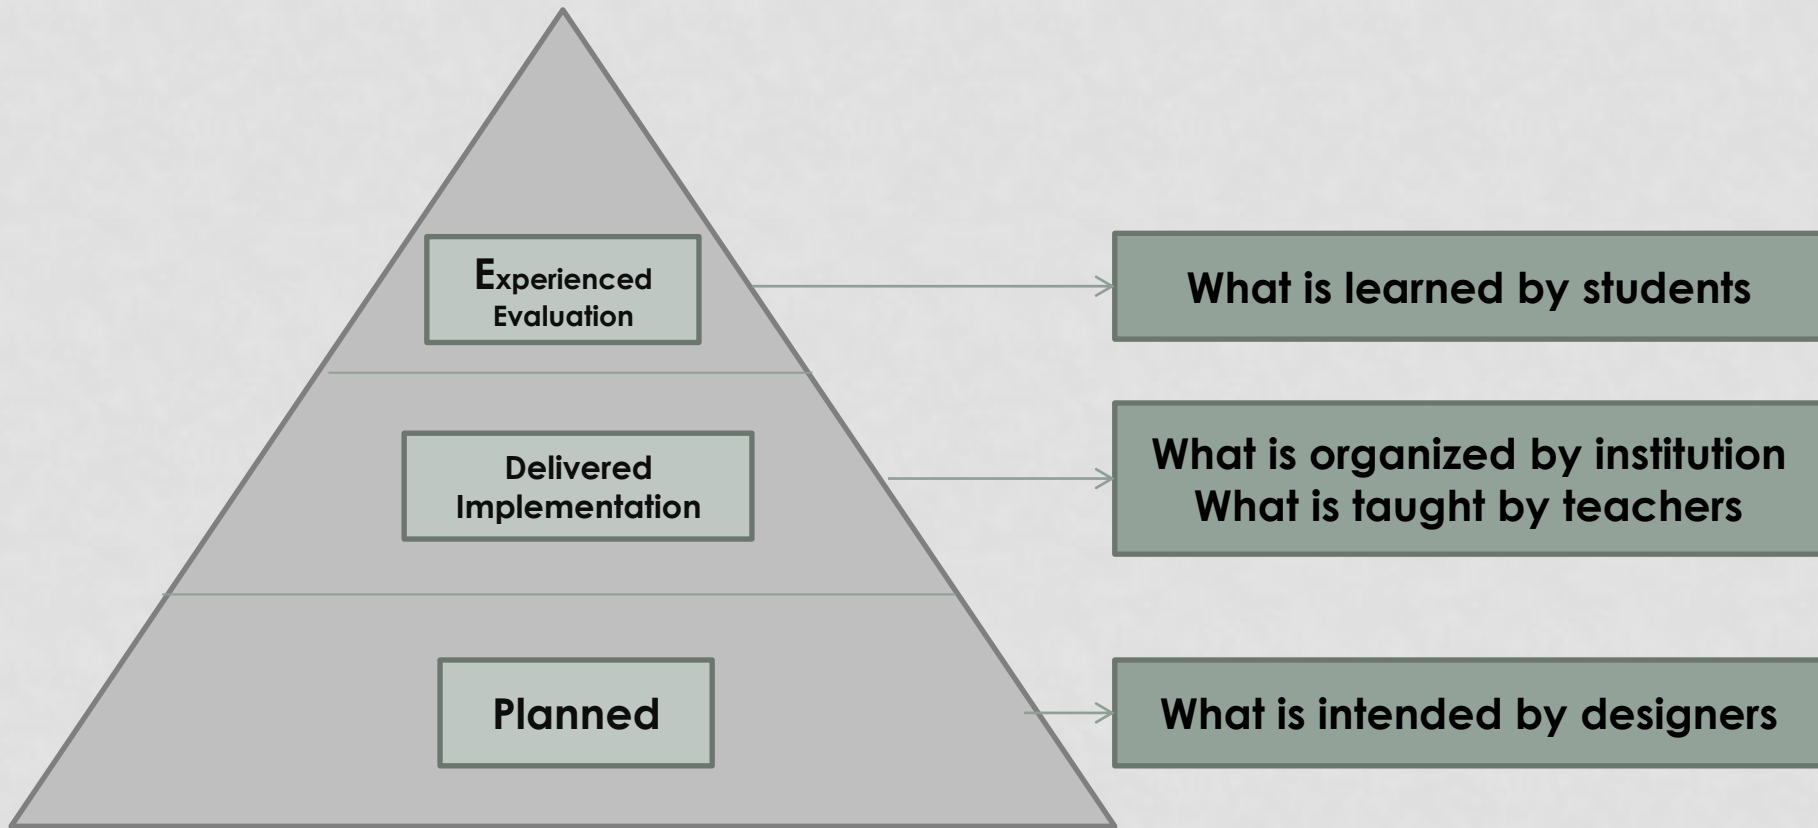 Experienced
Evaluation
What is learned by students
Delivered
Implementation
What is organized by institution
What is taught by teachers
Planned
What is intended by designers